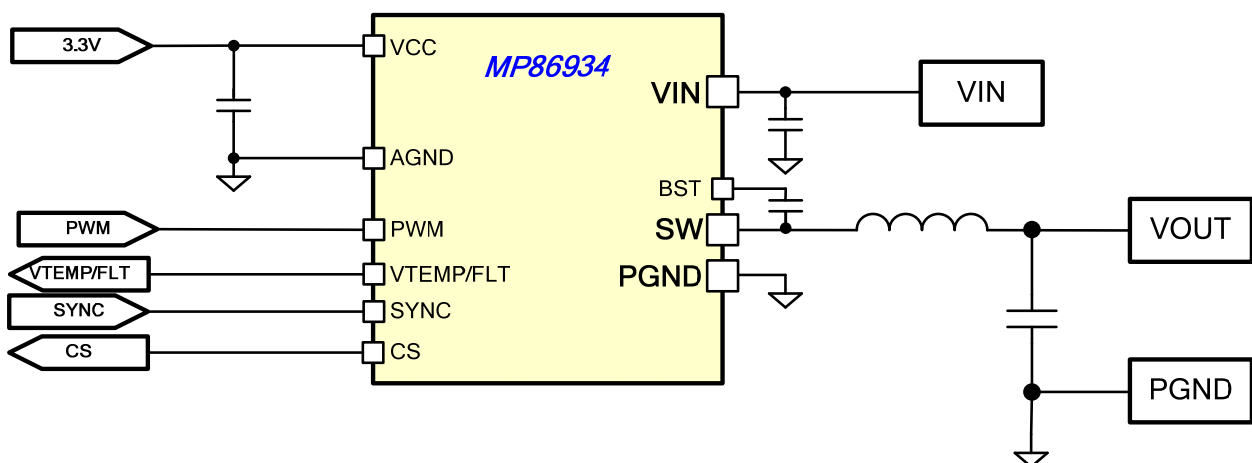 3.3V
VCC
MP86934
VIN
VIN
AGND
BST
PWM
PWM
SW
VOUT
VTEMP/FLT
VTEMP/FLT
PGND
SYNC
SYNC
CS
CS
PGND